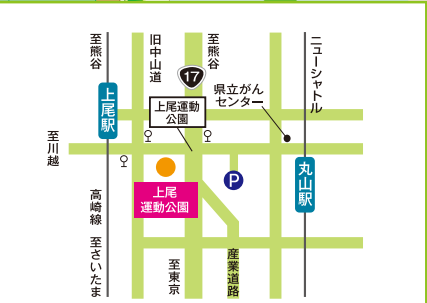 至熊谷
旧中山道
至熊谷
ニューシャトル
17
上尾駅
上尾運動
公園
県立がん
センター
至川越
丸山駅
P
上尾
運動公園
高崎線
至さいたま
至東京
産業道路